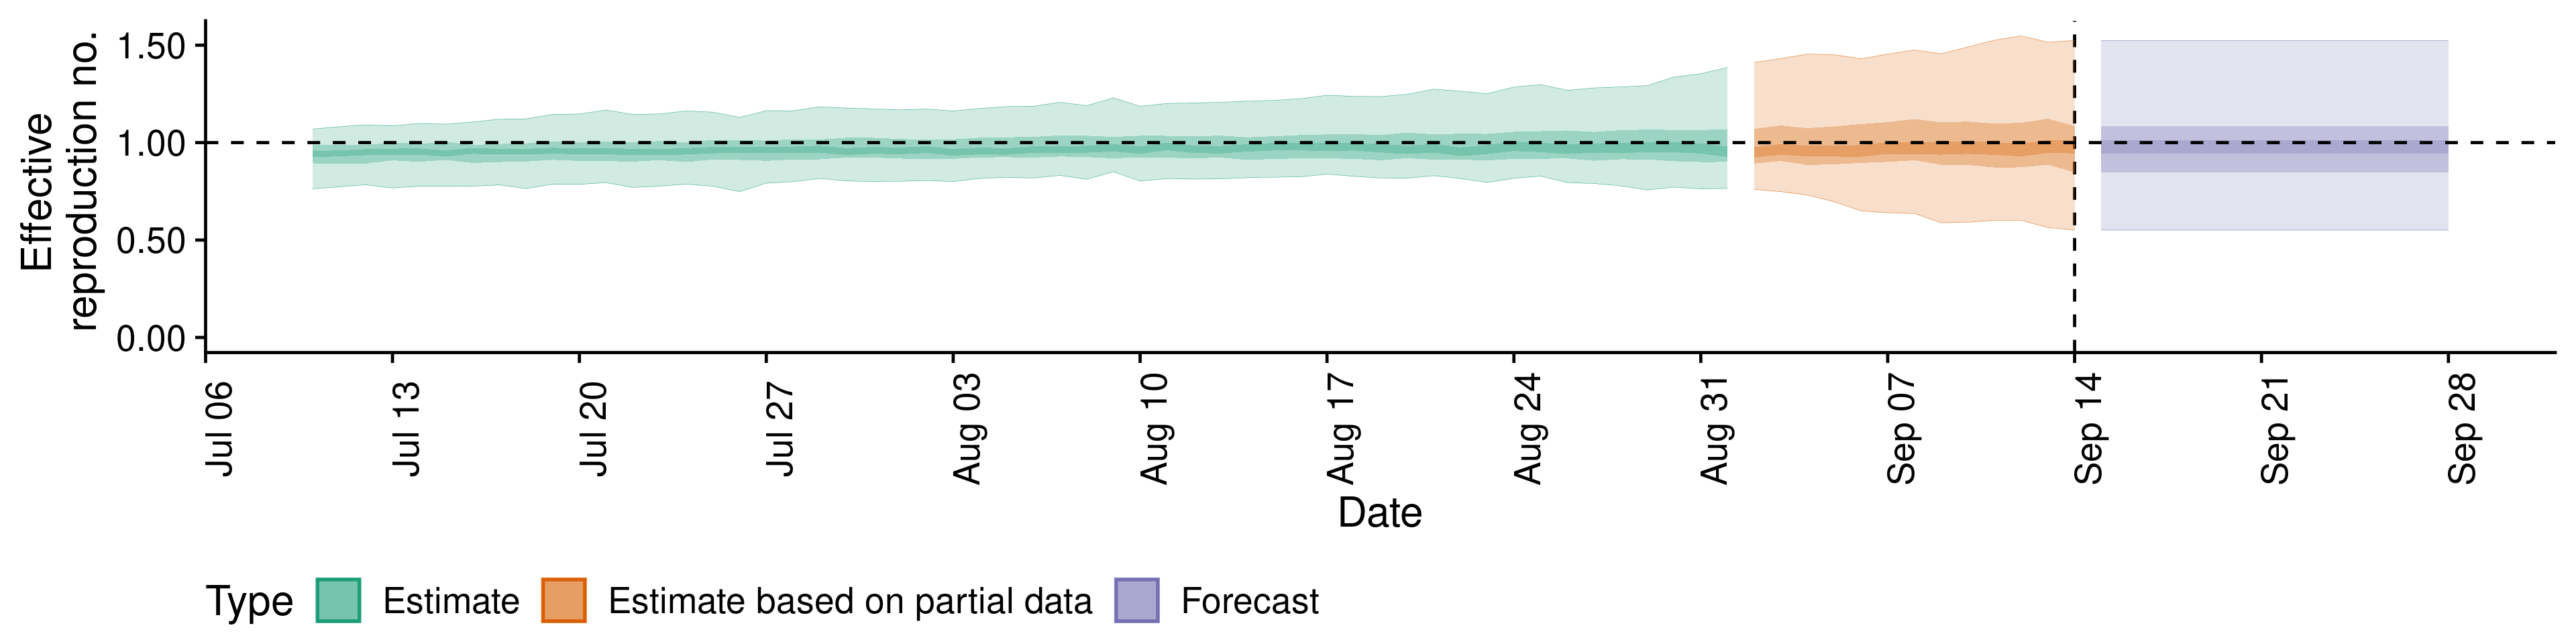 Effective
reproduction no.
1.50
1.00
0.50
0.00
Jul 06
Jul 13
Jul 20
Jul 27
Aug 03
Aug 10
Aug 17
Aug 24
Aug 31
Sep 07
Sep 14
Sep 21
Sep 28
Date
Type Estimate Estimate based on partial data Forecast